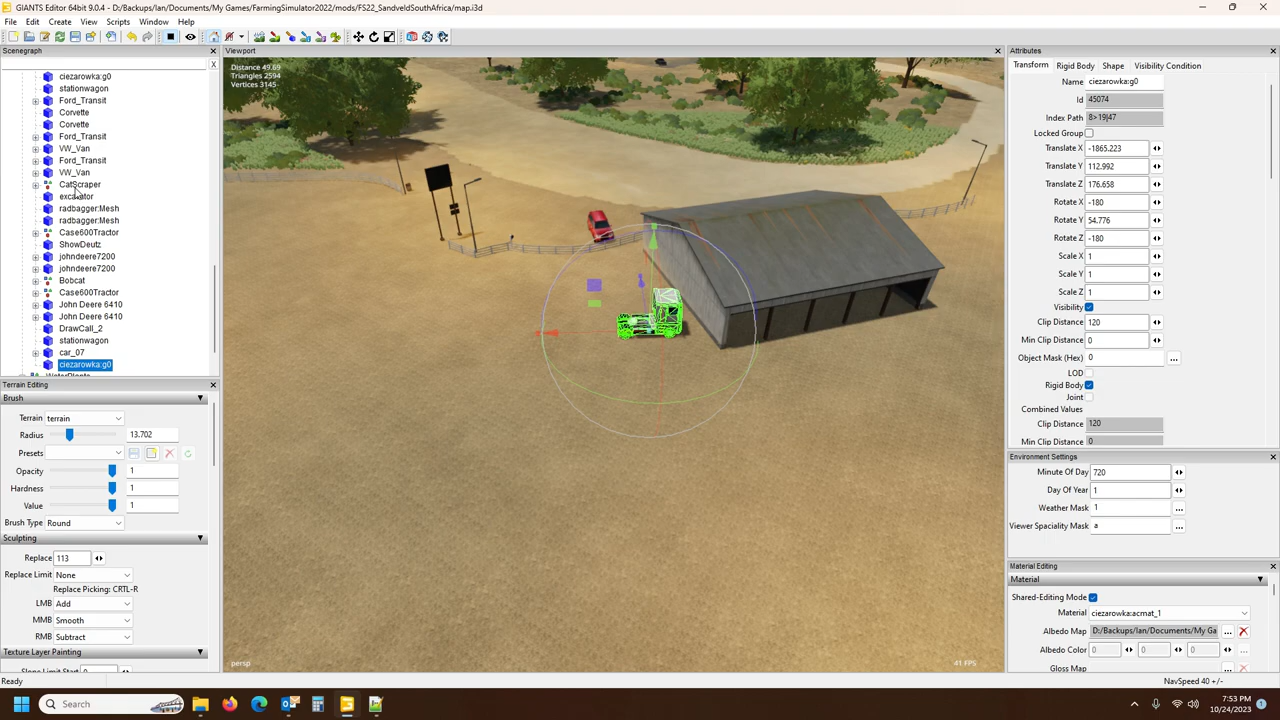 GIANTS Editor 64bit 9.0.4 - D:/Backups/Ian/Documents/My Games/FarmingSimulator2022/mods/FS22_SandveldSouthAfrica/map.i3d
File Edit Create View Scripts Window Help
Scenegraph
X
ciezarowka:g0
stationwagon
Ford_Transit
Corvette
Corvette
Ford_Transit
VW_Van
Ford_Transit
VW_Van
CatScraper
excavator
radbagger:Mesh
radbagger:Mesh
Case600Tractor
ShowDeutz
johndeere7200
johndeere7200
Bobcat
Case600Tractor
John Deere 6410
John Deere 6410
DrawCall_2
stationwagon
car_07
ciezarowka:g0
Terrain Editing
Brush
Terrain terrain
Radius 13.702
Presets
Opacity 1
Hardness 1
Value 1
Brush Type Round
Sculpting
Replace 113
Replace Limit None
Replace Picking: CRTL-R
LMB Add
MMB Smooth
RMB Subtract
Texture Layer Painting
Slope Limit Start
Ready
Viewport
Distance 49.69
Triangles 2594
Vertices 3145
persp
41 FPS
Attributes
Transform Rigid Body Shape Visibility Condition
Name ciezarowka:g0
Id 45074
Index Path 8>19|47
Locked Group
Translate X -1865.223
Translate Y 112.992
Translate Z 176.658
Rotate X -180
Rotate Y 54.776
Rotate Z -180
Scale X 1
Scale Y 1
Scale Z 1
Visibility
Clip Distance 120
Min Clip Distance 0
Object Mask (Hex) 0 ...
LOD
Rigid Body
Joint
Combined Values
Clip Distance 120
Min Clip Distance 0
Environment Settings
Minute Of Day 720
Day Of Year 1
Weather Mask 1 ...
Viewer Spaciality Mask a ...
Material Editing
Material
Shared-Editing Mode
Material ciezarowka:acmat_1
Albedo Map D:/Backups/Ian/Documents/My Ga ...
Albedo Color 0 0 0 ...
Gloss Map
NavSpeed 40 +/-
Search
7:53 PM
10/24/2023